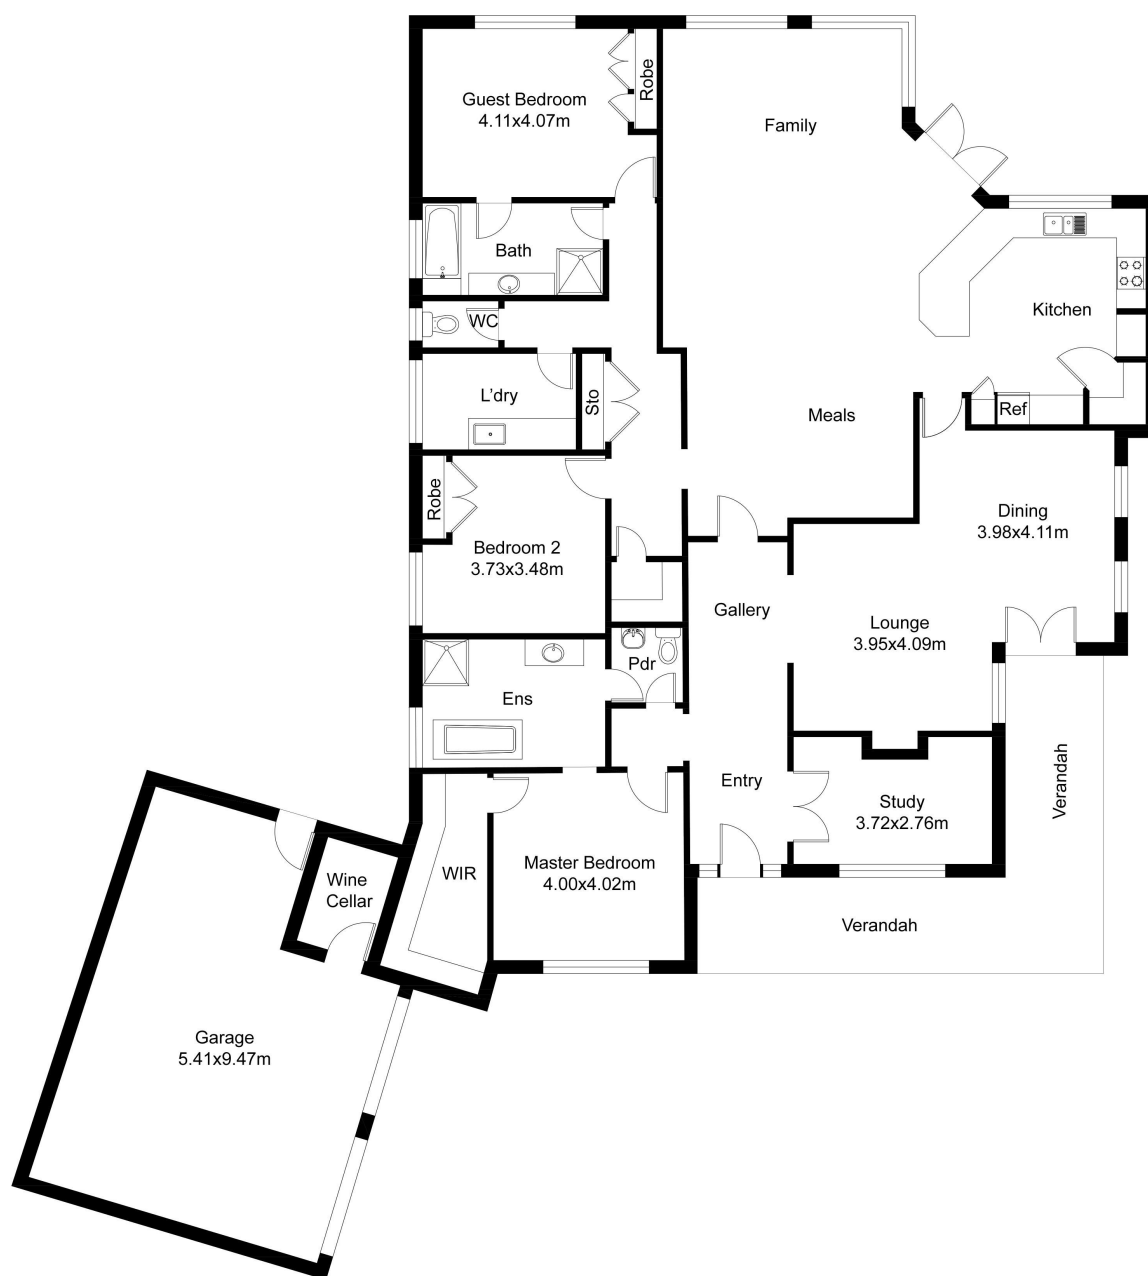 Guest Bedroom
4.11x4.07m
Robe
Family
Bath
WC
Kitchen
L'dry
Sto
Ref
Meals
Robe
Dining
3.98x4.11m
Bedroom 2
3.73x3.48m
Gallery
Lounge
3.95x4.09m
Pdr
Ens
Verandah
Entry
Study
3.72x2.76m
Master Bedroom
4.00x4.02m
WIR
Wine
Cellar
Verandah
Garage
5.41x9.47m